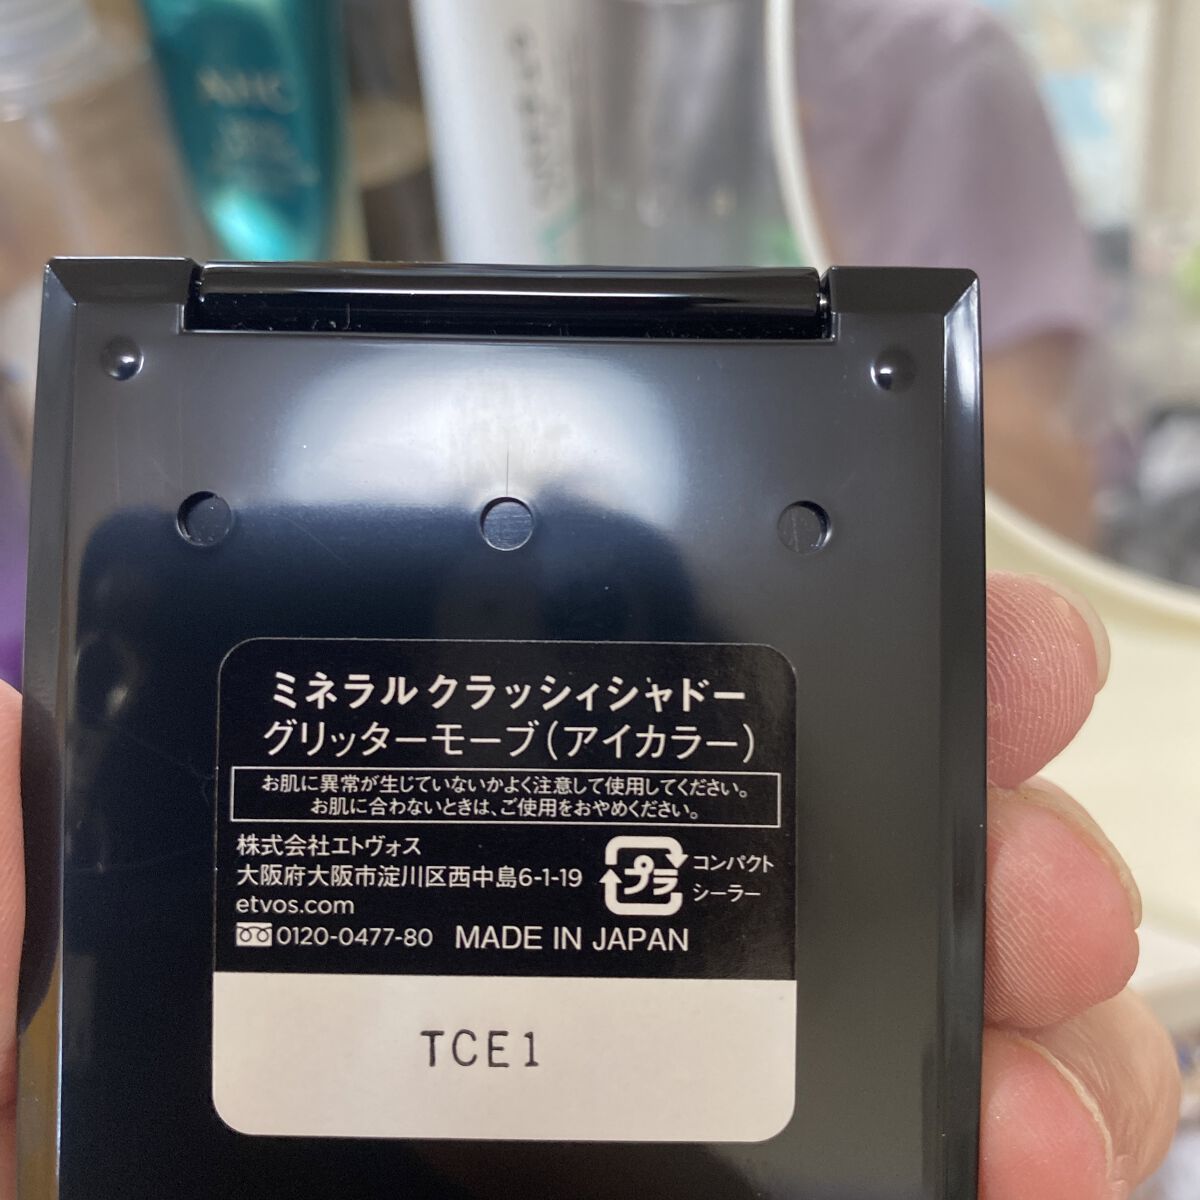 NHC
ミネラルクラッシィシャドー
グリッターモーブ(アイカラー)
お肌に異常が生じていないかよく注意して使用してください。
お肌に合わないときは、ご使用をおやめください。
株式会社エトヴォス
大阪府大阪市淀川区西中島6-1-19
etvos.com
0120-0477-80 MADE IN JAPAN
プラ
コンパクト
シーラー
TCE1